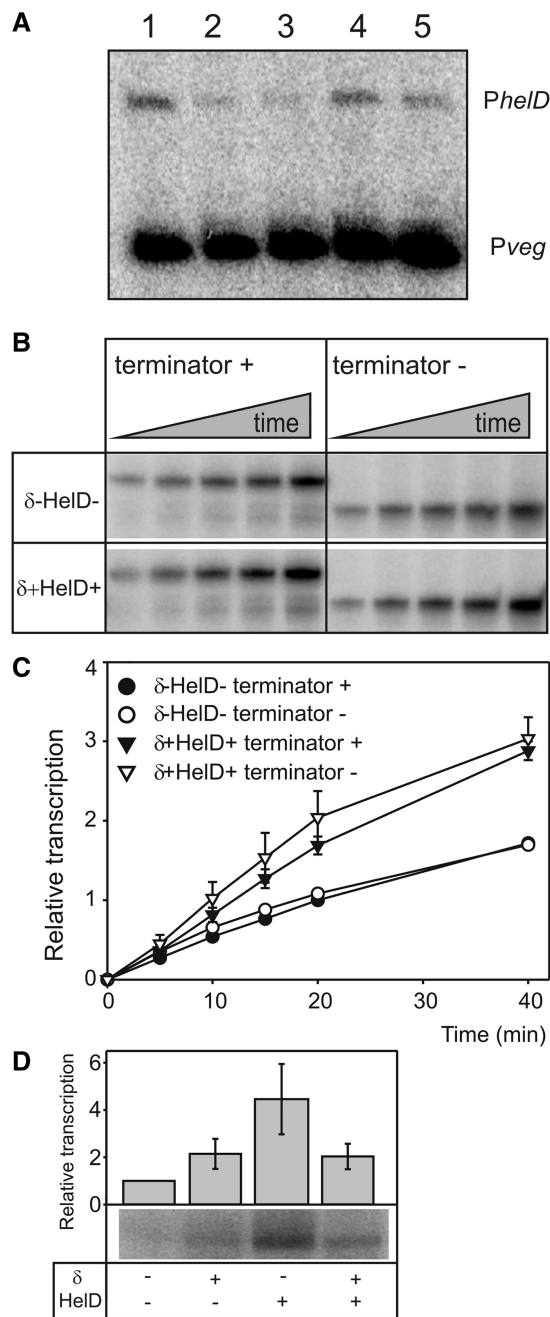 A
1 2 3 4 5
PhelD
Pveg
B
terminator +
terminator -
time
time
δ-HelD-
δ+HelD+
C
4
3
2
1
0
Relative transcription
δ-HelD- terminator +
δ-HelD- terminator -
δ+HelD+ terminator +
δ+HelD+ terminator -
0 10 20 30 40
Time (min)
D
6
4
2
0
Relative transcription
δ - + - +
HelD - - + +